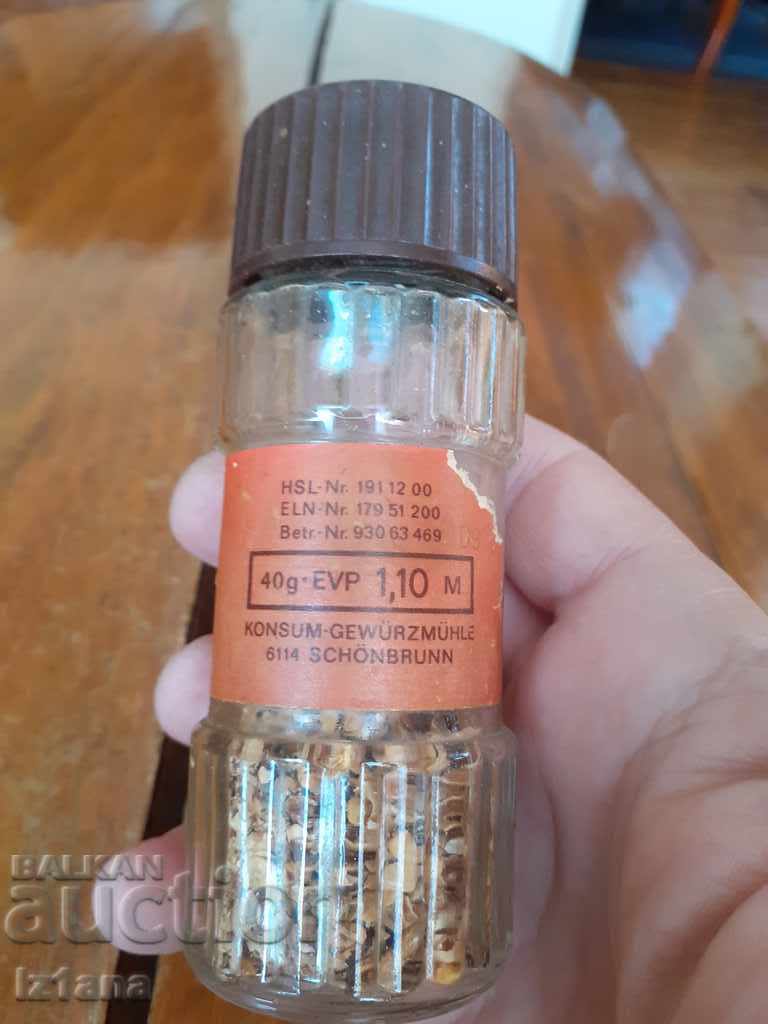 HSL-Nr. 191 12 00
ELN-Nr. 179 51 200
Betr.-Nr. 930 63 469
40g·EVP 1,10 M
KONSUM-GEWÜRZMÜHLE
6114 SCHÖNBRUNN
BALKAN
auction
Iz1ana